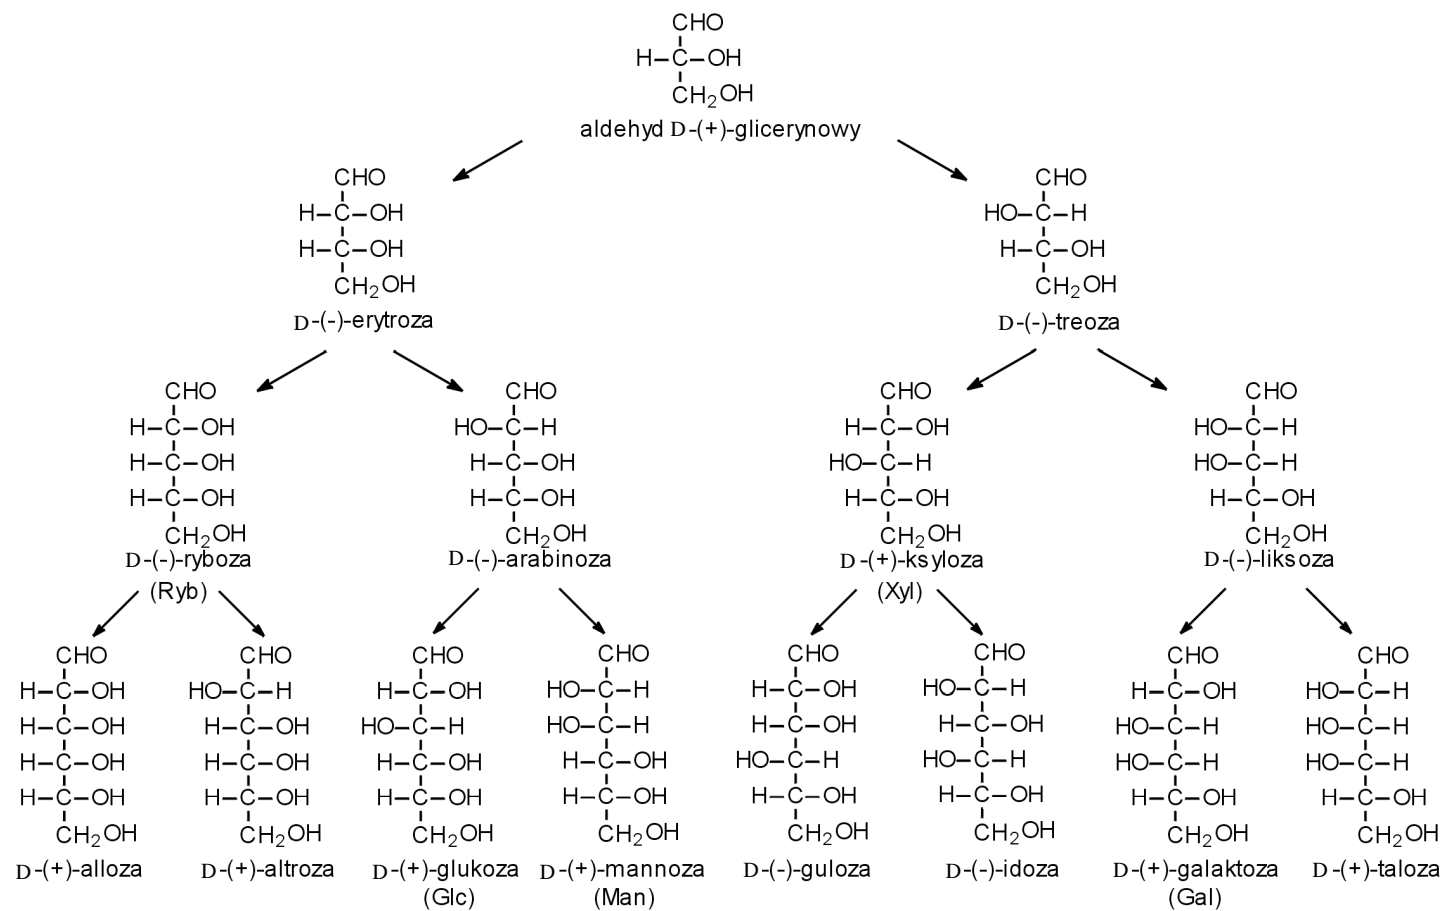 CHO
H–C–OH
CH2OH
aldehyd D-(+)-glicerynowy
CHO
H–C–OH
H–C–OH
CH2OH
D-(-)-erytroza
CHO
HO–C–H
H–C–OH
CH2OH
D-(-)-treoza
CHO
H–C–OH
H–C–OH
H–C–OH
CH2OH
D-(-)-ryboza
(Ryb)
CHO
HO–C–H
H–C–OH
H–C–OH
CH2OH
D-(-)-arabinoza
CHO
H–C–OH
HO–C–H
H–C–OH
CH2OH
D-(+)-ksyloza
(Xyl)
CHO
HO–C–H
HO–C–H
H–C–OH
CH2OH
D-(-)-liksoza
CHO
H–C–OH
H–C–OH
H–C–OH
H–C–OH
CH2OH
D-(+)-alloza
CHO
HO–C–H
H–C–OH
H–C–OH
H–C–OH
CH2OH
D-(+)-altroza
CHO
H–C–OH
HO–C–H
H–C–OH
H–C–OH
CH2OH
D-(+)-glukoza
(Glc)
CHO
HO–C–H
HO–C–H
H–C–OH
H–C–OH
CH2OH
D-(+)-mannoza
(Man)
CHO
H–C–OH
H–C–OH
HO–C–H
H–C–OH
CH2OH
D-(-)-guloza
CHO
HO–C–H
H–C–OH
HO–C–H
H–C–OH
CH2OH
D-(-)-idoza
CHO
H–C–OH
HO–C–H
HO–C–H
H–C–OH
CH2OH
D-(+)-galaktoza
(Gal)
CHO
HO–C–H
HO–C–H
HO–C–H
H–C–OH
CH2OH
D-(+)-taloza